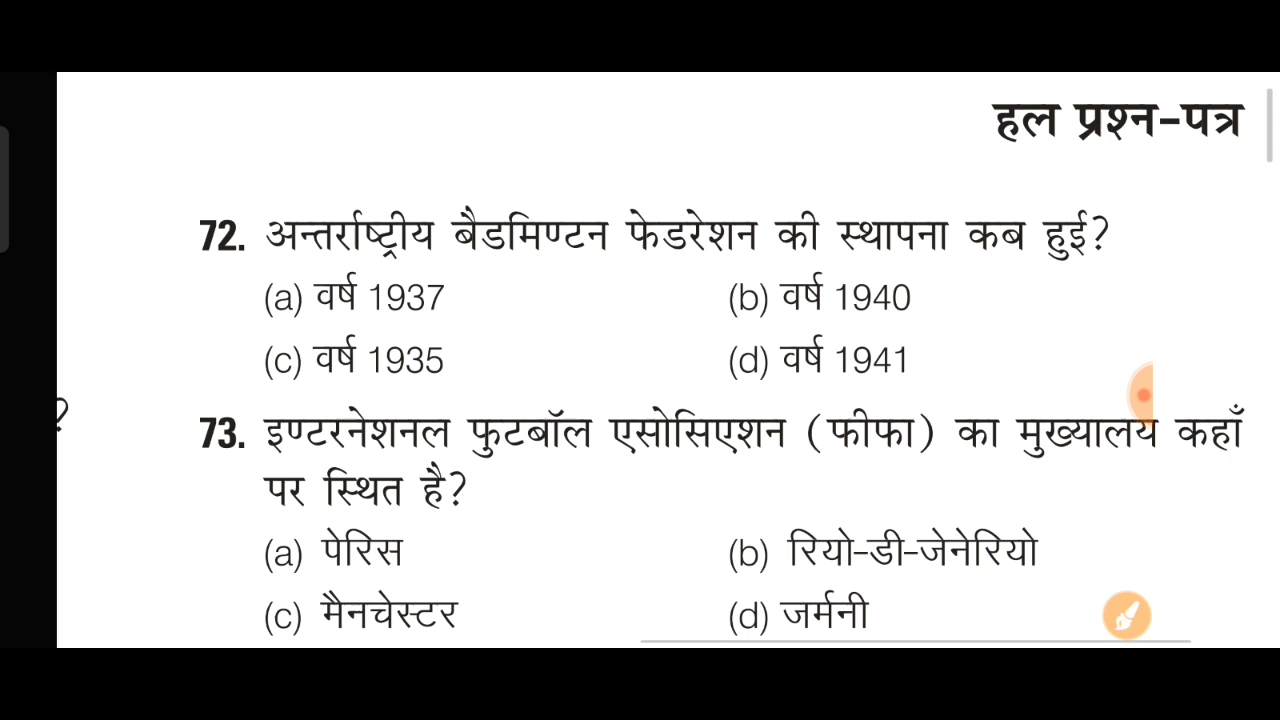 हल प्रश्न-पत्र
72. अन्तर्राष्ट्रीय बैडमिण्टन फेडरेशन की स्थापना कब हुई?
(a) वर्ष 1937 (b) वर्ष 1940
(c) वर्ष 1935 (d) वर्ष 1941
?
73. इण्टरनेशनल फुटबॉल एसोसिएशन (फीफा) का मुख्यालय कहाँ
पर स्थित है?
(a) पेरिस (b) रियो-डी-जेनेरियो
(c) मैनचेस्टर (d) जर्मनी